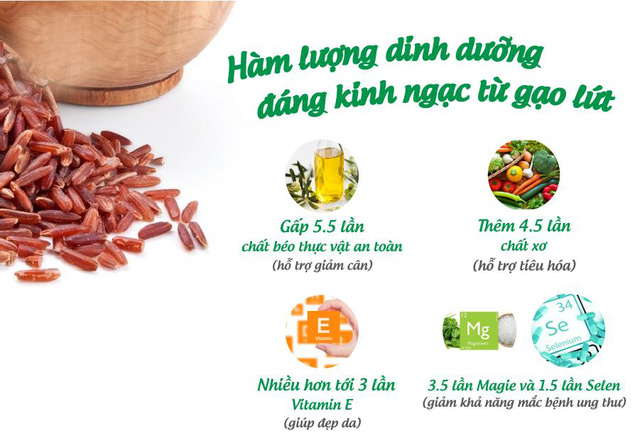 Hàm lượng dinh dưỡng
đáng kinh ngạc từ gạo lứt
Gấp 5.5 lần
chất béo thực vật an toàn
(hỗ trợ giảm cân)
Thêm 4.5 lần
chất xơ
(hỗ trợ tiêu hóa)
E
Vitamin
Nhiều hơn tới 3 lần
Vitamin E
(giúp đẹp da)
12
Mg
Magnesium
34
Se
Selenium
3.5 lần Magie và 1.5 lần Selen
(giảm khả năng mắc bệnh ung thư)